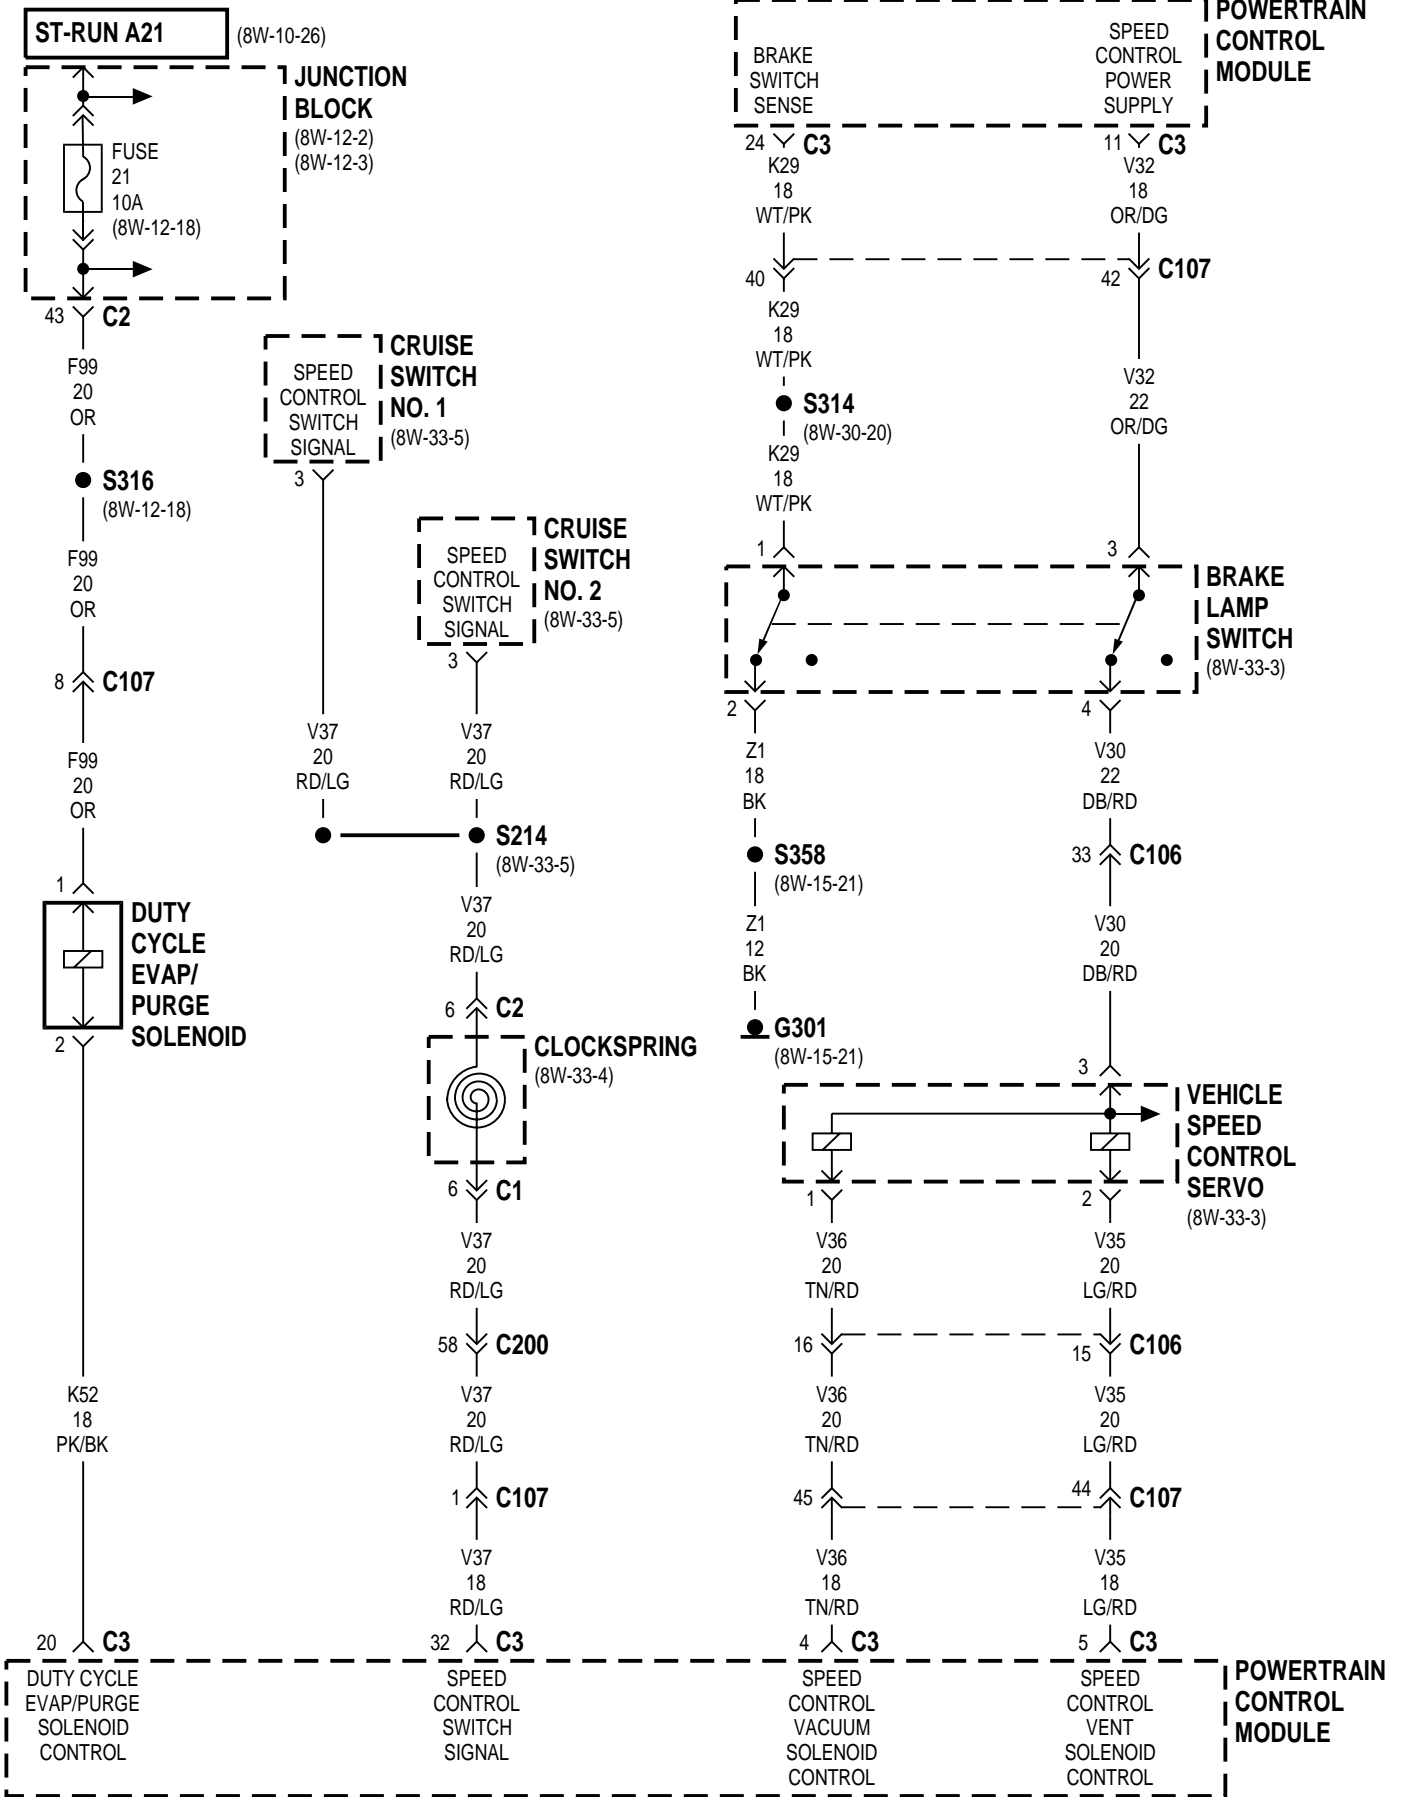 ST-RUN A21
(8W-10-26)
JUNCTION
BLOCK
(8W-12-2)
(8W-12-3)
FUSE
21
10A
(8W-12-18)
43
C2
F99
20
OR
S316
(8W-12-18)
F99
20
OR
8
C107
F99
20
OR
1
DUTY
CYCLE
EVAP/
PURGE
SOLENOID
2
K52
18
PK/BK
20
C3
DUTY CYCLE
EVAP/PURGE
SOLENOID
CONTROL
SPEED
CONTROL
SWITCH
SIGNAL
CRUISE
SWITCH
NO. 1
(8W-33-5)
3
V37
20
RD/LG
SPEED
CONTROL
SWITCH
SIGNAL
CRUISE
SWITCH
NO. 2
(8W-33-5)
3
V37
20
RD/LG
S214
(8W-33-5)
V37
20
RD/LG
6
C2
CLOCKSPRING
(8W-33-4)
6
C1
V37
20
RD/LG
58
C200
V37
20
RD/LG
1
C107
V37
18
RD/LG
32
C3
SPEED
CONTROL
SWITCH
SIGNAL
POWERTRAIN
CONTROL
MODULE
BRAKE
SWITCH
SENSE
SPEED
CONTROL
POWER
SUPPLY
24
C3
K29
18
WT/PK
11
C3
V32
18
OR/DG
40
42
C107
K29
18
WT/PK
S314
(8W-30-20)
K29
18
WT/PK
V32
22
OR/DG
1
3
BRAKE
LAMP
SWITCH
(8W-33-3)
2
4
Z1
18
BK
S358
(8W-15-21)
Z1
12
BK
G301
(8W-15-21)
V30
22
DB/RD
33
C106
V30
20
DB/RD
3
VEHICLE
SPEED
CONTROL
SERVO
(8W-33-3)
1
2
V36
20
TN/RD
V35
20
LG/RD
16
15
C106
V36
20
TN/RD
V35
20
LG/RD
45
44
C107
V36
18
TN/RD
V35
18
LG/RD
4
C3
5
C3
SPEED
CONTROL
VACUUM
SOLENOID
CONTROL
SPEED
CONTROL
VENT
SOLENOID
CONTROL
POWERTRAIN
CONTROL
MODULE